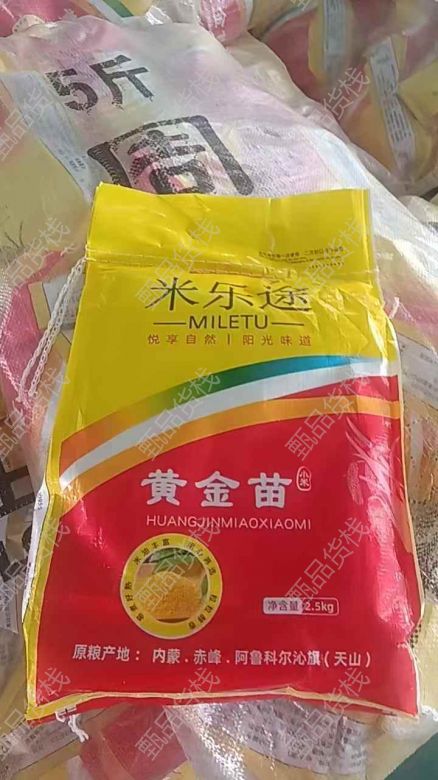 5斤
米乐途
MILETU
悦享自然 | 阳光味道
黄金苗 小米
HUANGJINMIAOXIAOMI
净含量:2.5kg
原粮产地：内蒙.赤峰.阿鲁科尔沁旗（天山）
甄品货栈